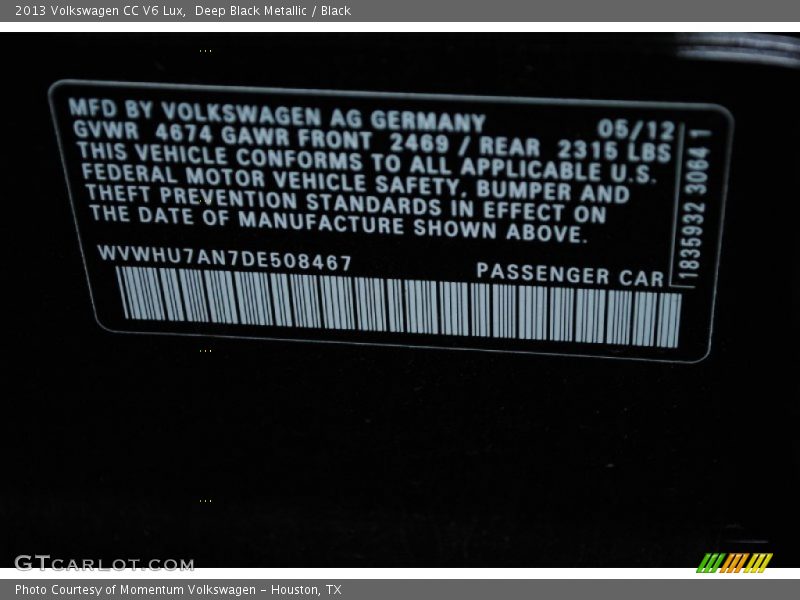 2013 Volkswagen CC V6 Lux,  Deep Black Metallic / Black
MFD BY VOLKSWAGEN AG GERMANY 05/12
GVWR 4674 GAWR FRONT 2469 / REAR 2315 LBS
THIS VEHICLE CONFORMS TO ALL APPLICABLE U.S.
FEDERAL MOTOR VEHICLE SAFETY, BUMPER AND
THEFT PREVENTION STANDARDS IN EFFECT ON
THE DATE OF MANUFACTURE SHOWN ABOVE.
WVWHU7AN7DE508467 PASSENGER CAR
1835932 3064 1
GTCARLOT.COM
Photo Courtesy of Momentum Volkswagen - Houston, TX